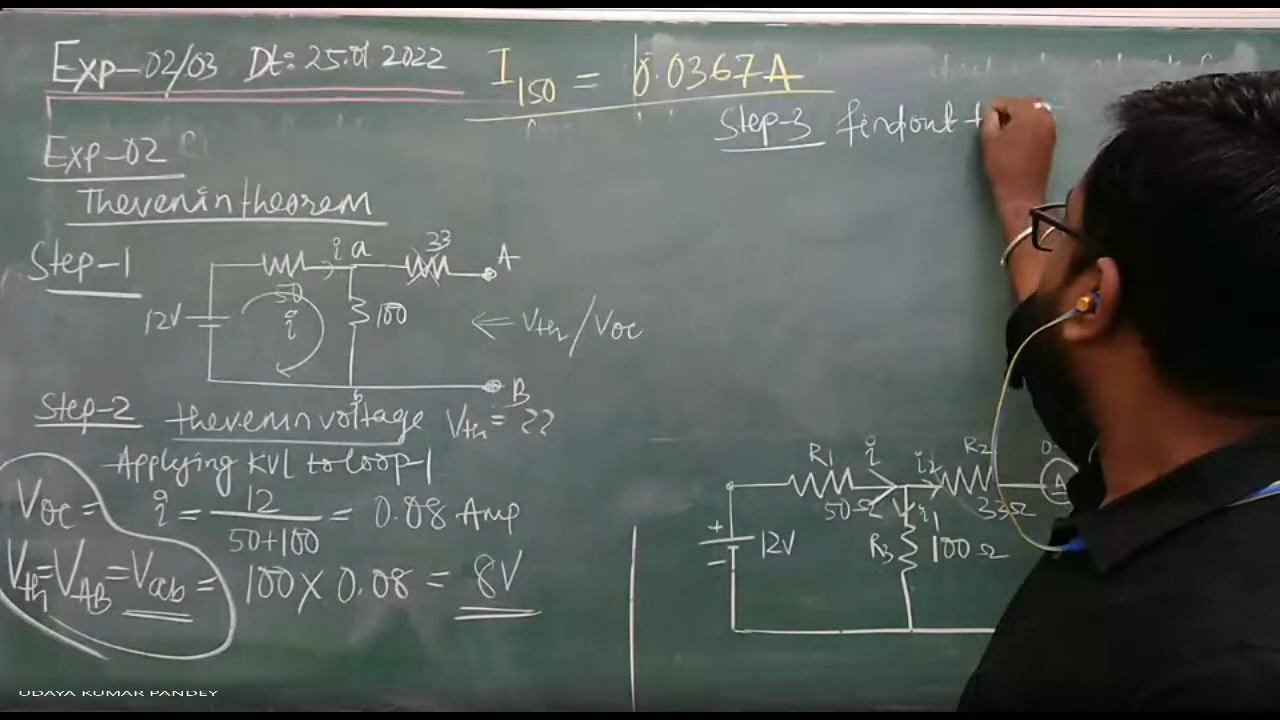 Exp-02/03 Dt: 25.01.2022
I150 = 0.0367A
Step-3 findout t
Exp-02
Thevenin theorem
Step-1
i a 33 A
50
12V i 100 ← Vth/Voc
b B
Step-2 thevenin voltage Vth = ??
Applying KVL to loop-1
Voc = i = 12 / 50+100 = 0.08 Amp
Vth = VAB = Vab = 100 × 0.08 = 8V
R1 i i2 R2 0-
50Ω 33Ω A
+ 12V - R3 i1 100Ω
UDAYA KUMAR PANDEY